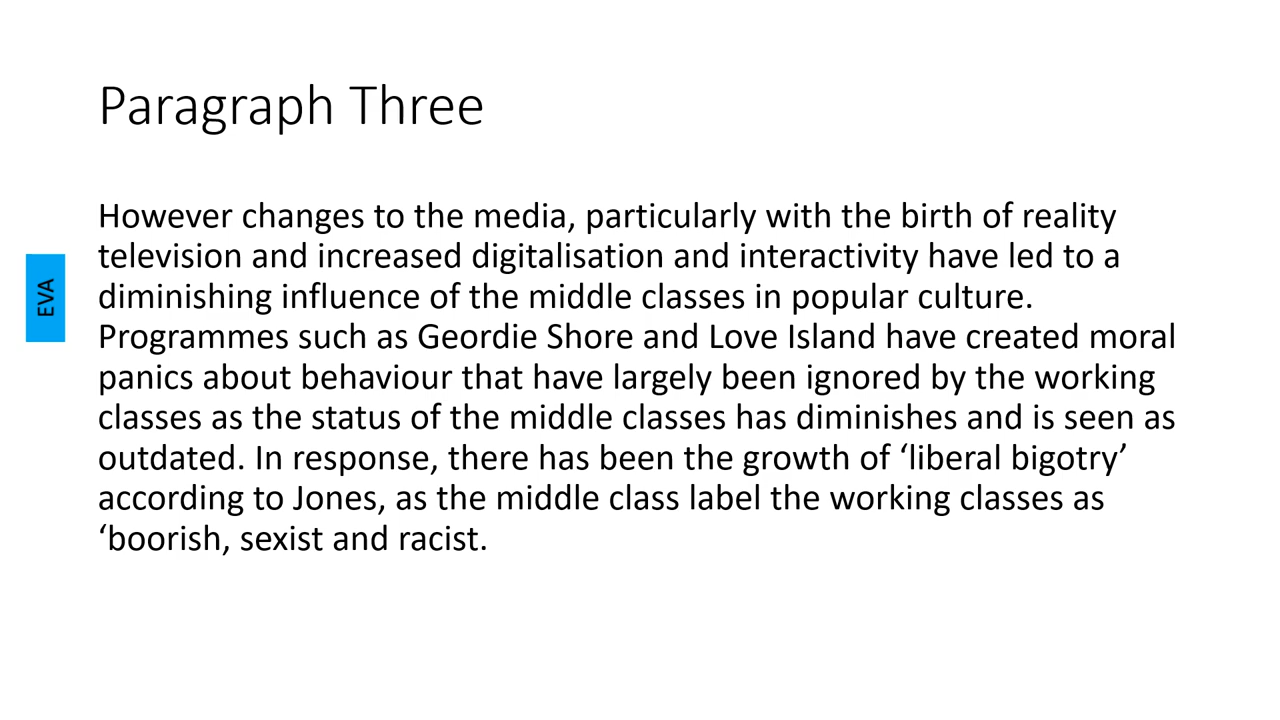 Paragraph Three
EVA
However changes to the media, particularly with the birth of reality
television and increased digitalisation and interactivity have led to a
diminishing influence of the middle classes in popular culture.
Programmes such as Geordie Shore and Love Island have created moral
panics about behaviour that have largely been ignored by the working
classes as the status of the middle classes has diminishes and is seen as
outdated. In response, there has been the growth of ‘liberal bigotry’
according to Jones, as the middle class label the working classes as
‘boorish, sexist and racist.